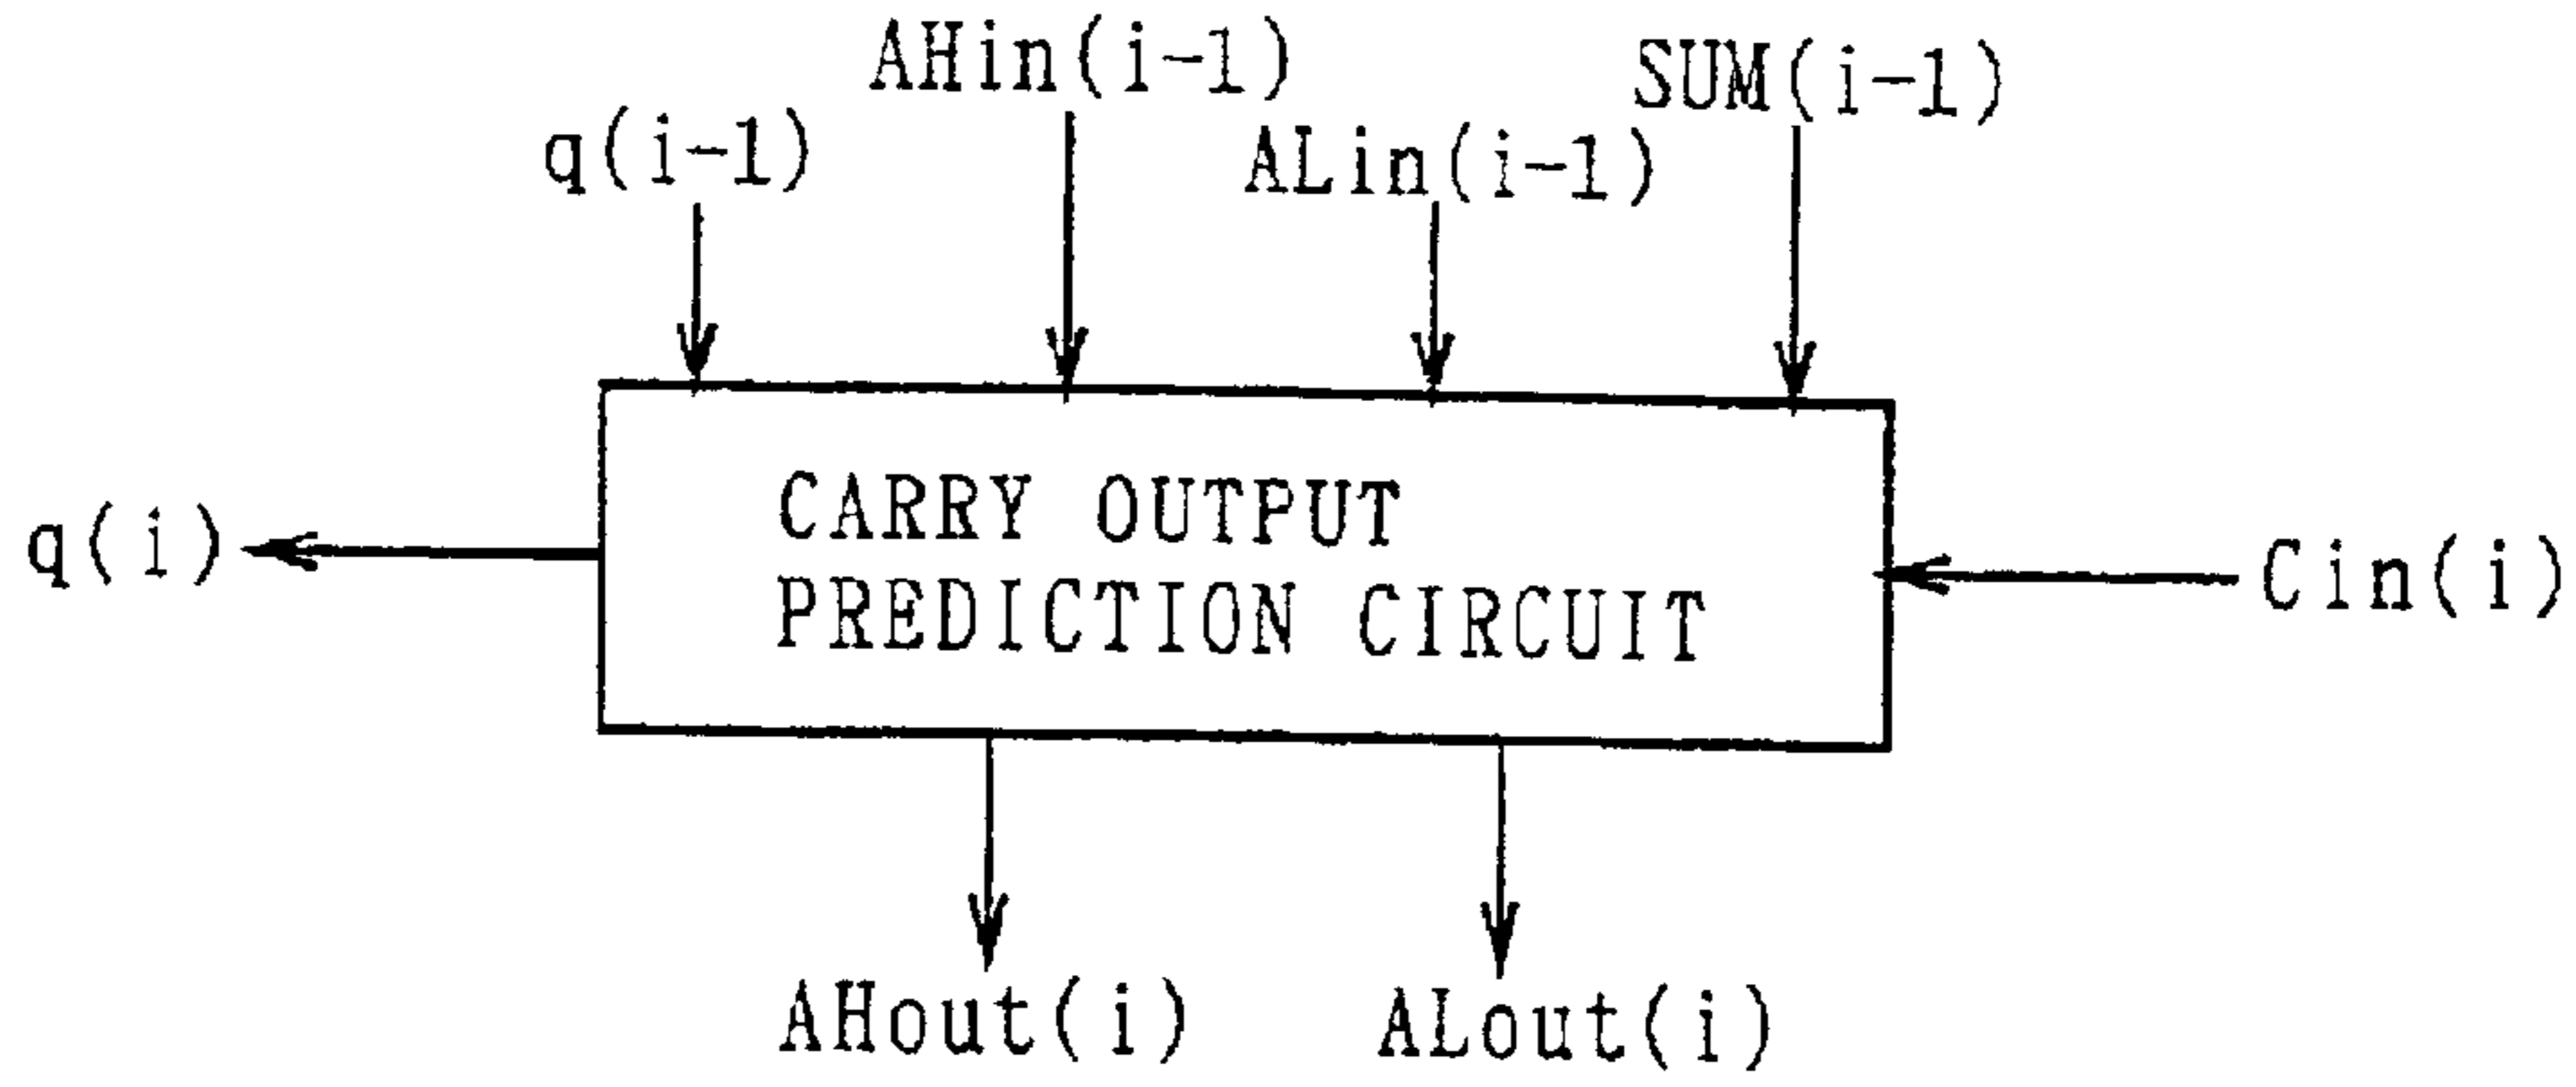 AHin(i-1)
SUM(i-1)
q(i-1)
ALin(i-1)
CARRY OUTPUT
PREDICTION CIRCUIT
q(i)
Cin(i)
AHout(i)
ALout(i)